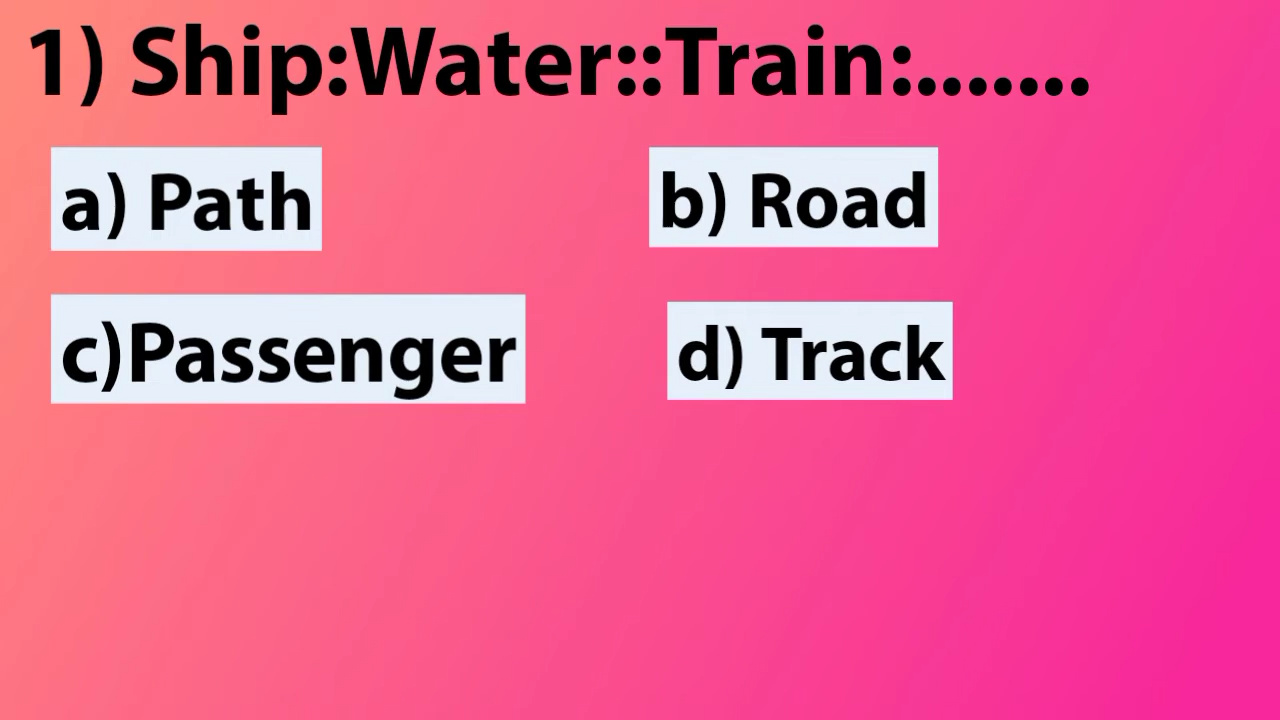 1) Ship:Water::Train:.......
a) Path
b) Road
c)Passenger
d) Track